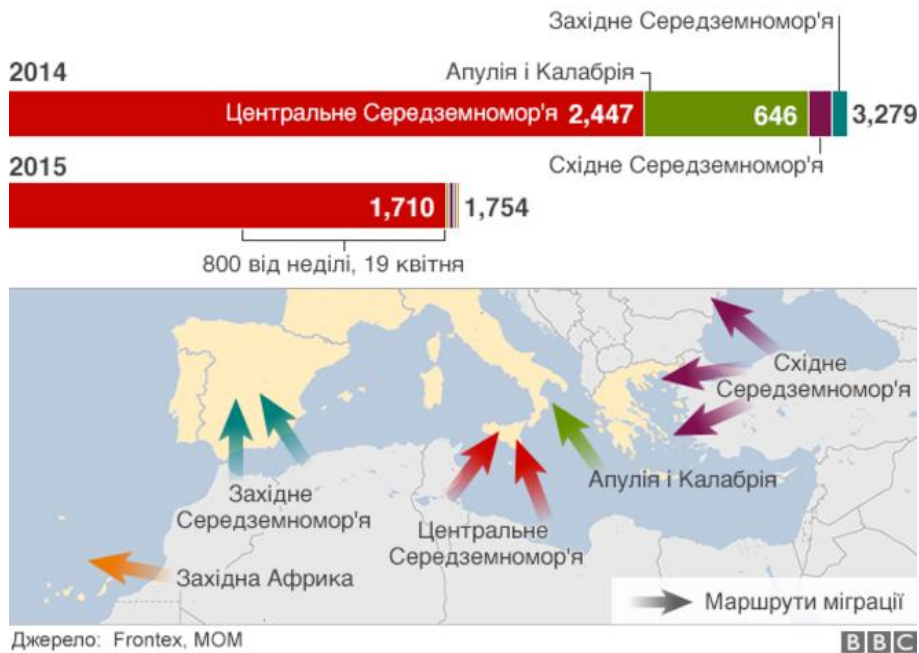 Західне Середземномор'я
Апулія і Калабрія
2014
Центральне Середземномор'я 2,447
646
3,279
Східне Середземномор'я
2015
1,710
1,754
800 від неділі, 19 квітня
Східне
Середземномор'я
Апулія і Калабрія
Західне
Середземномор'я
Центральне
Середземномор'я
Західна Африка
Маршрути міграції
Джерело: Frontex, МОМ
BBC